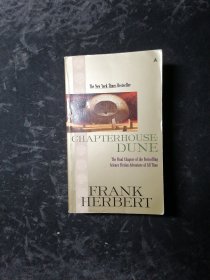 The New York Times Bestseller
CHAPTERHOUSE:
DUNE
The Final Chapter of the Bestselling
Science Fiction Adventure of All Time
FRANK
HERBERT